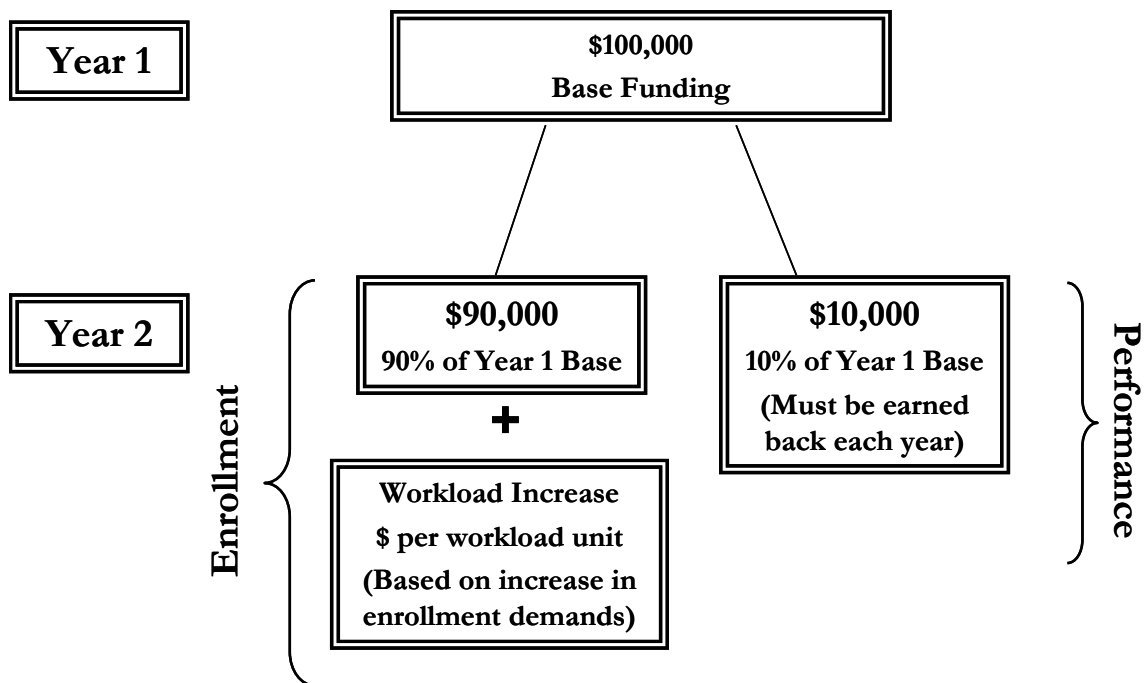 Year 1
$100,000
Base Funding
Year 2
Enrollment
$90,000
90% of Year 1 Base
+
Workload Increase
$ per workload unit
(Based on increase in
enrollment demands)
$10,000
10% of Year 1 Base
(Must be earned
back each year)
Performance